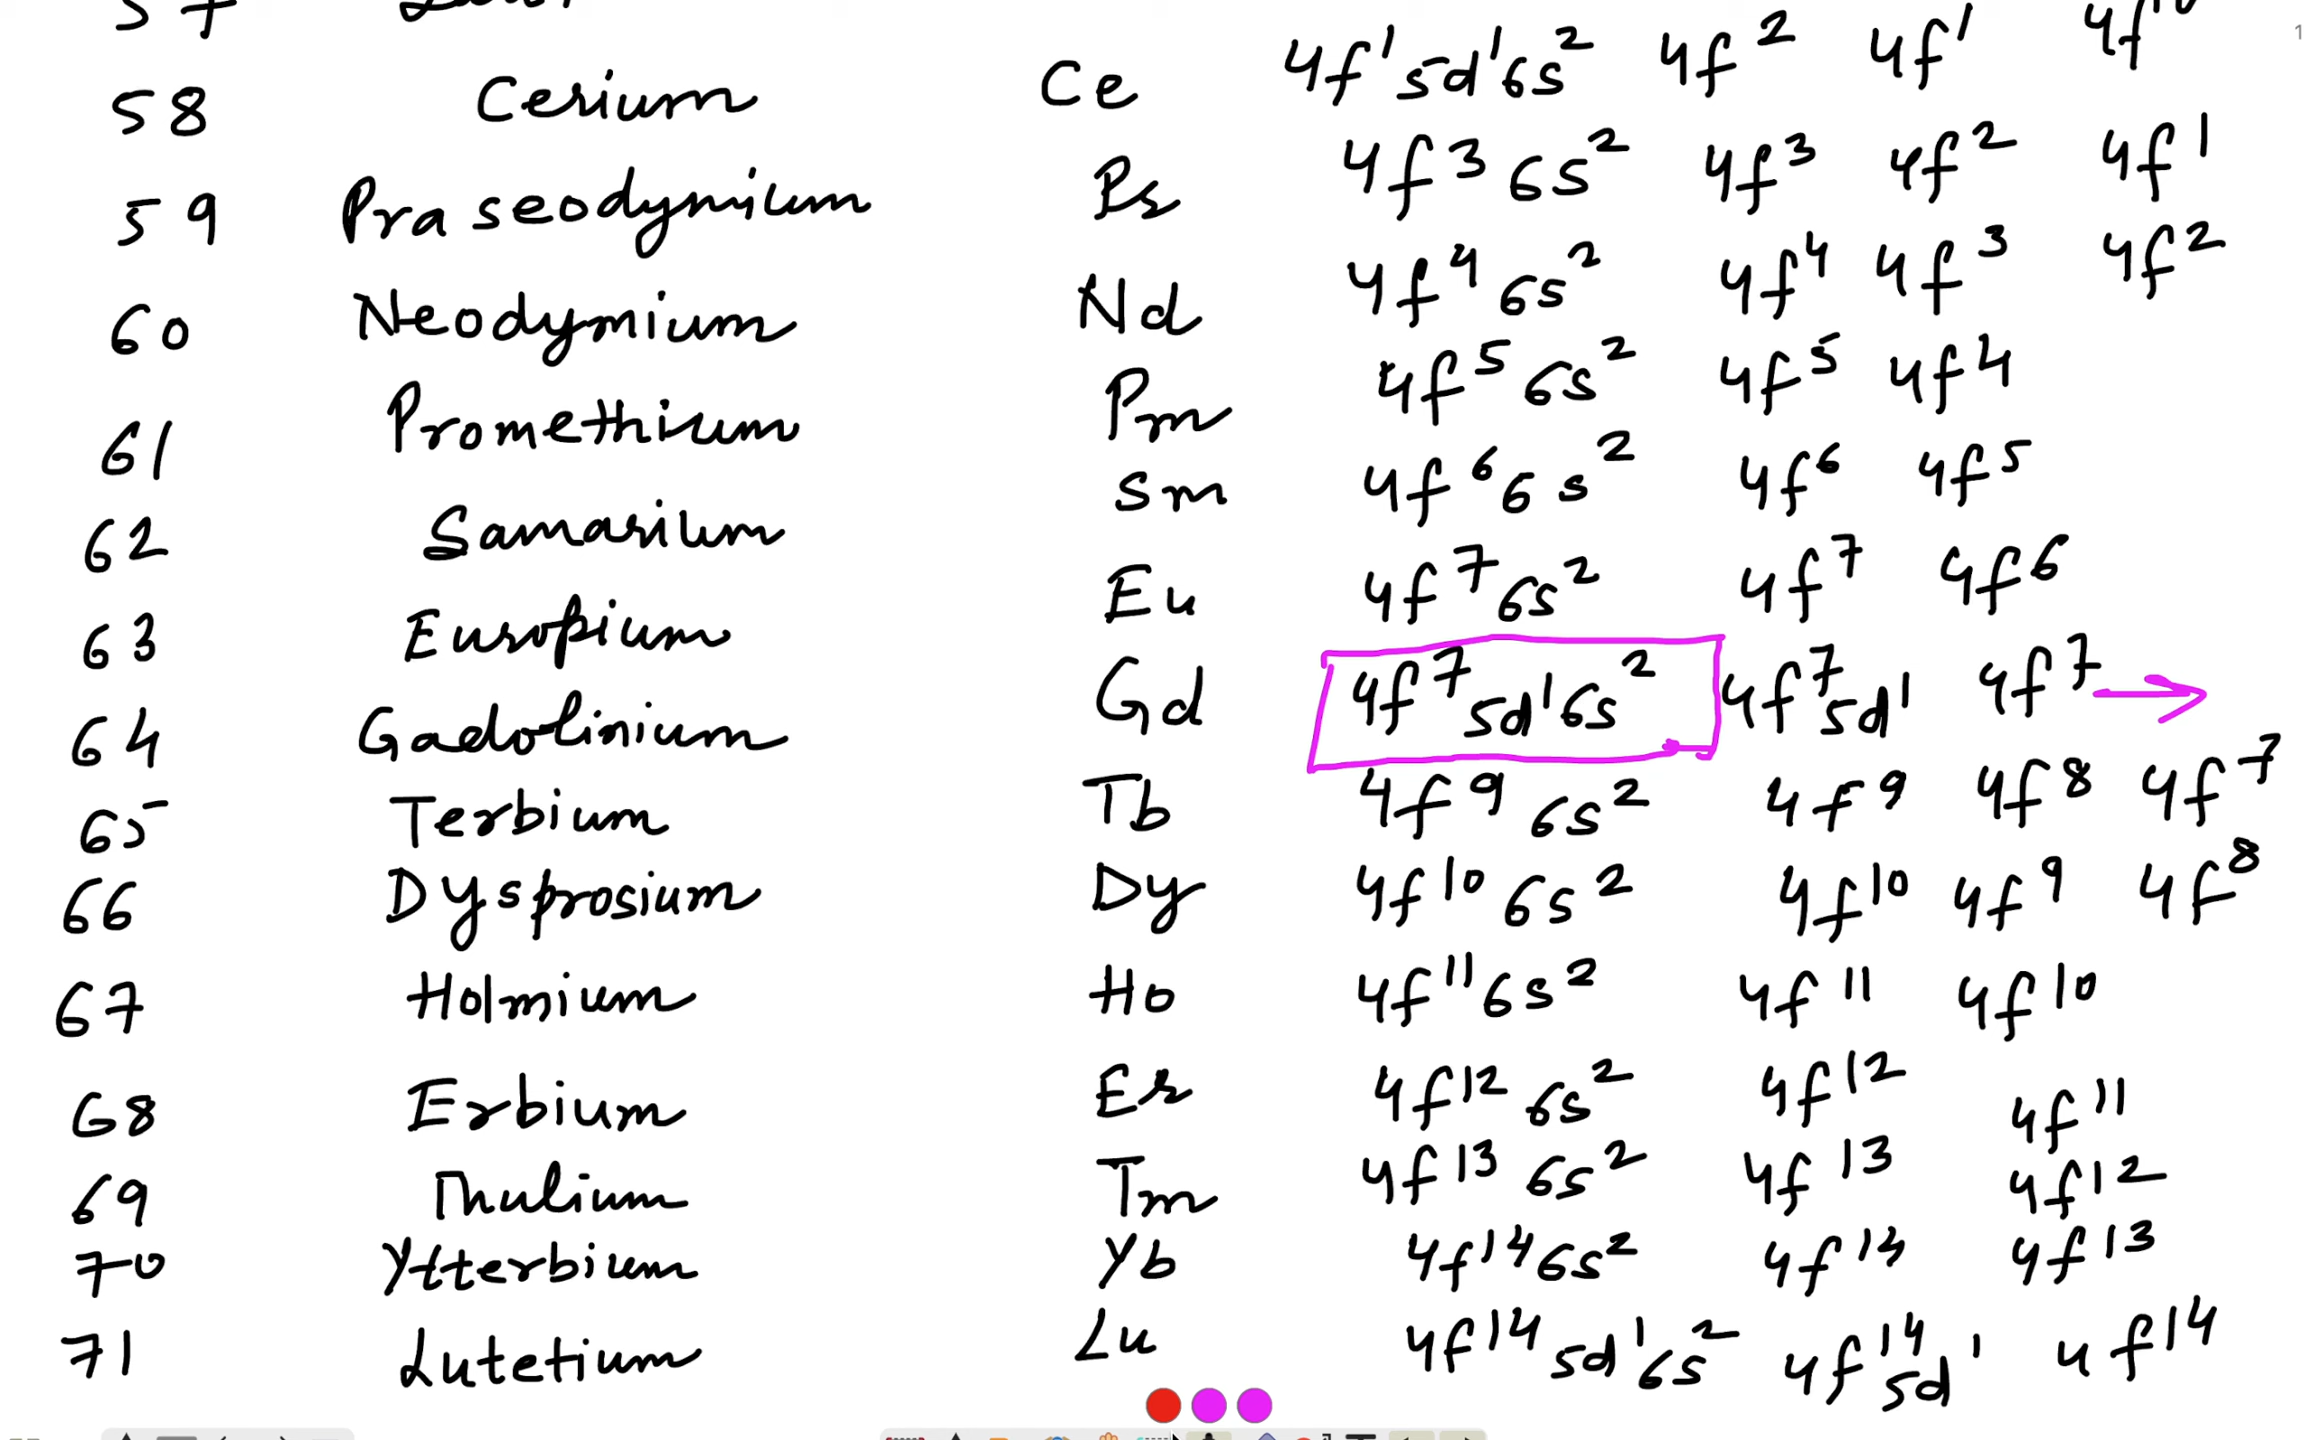 57
58 Cerium Ce 4f¹5d¹6s² 4f² 4f¹ 4f¹⁰
59 Praseodymium Pr 4f³6s² 4f³ 4f² 4f¹
60 Neodymium Nd 4f⁴6s² 4f⁴ 4f³ 4f²
61 Promethium Pm 4f⁵6s² 4f⁵ 4f⁴
62 Samarium Sm 4f⁶6s² 4f⁶ 4f⁵
63 Europium Eu 4f⁷6s² 4f⁷ 4f⁶
64 Gadolinium Gd 4f⁷5d¹6s² 4f⁷5d¹ 4f⁷ →
65 Terbium Tb 4f⁹6s² 4f⁹ 4f⁸ 4f⁷
66 Dysprosium Dy 4f¹⁰6s² 4f¹⁰ 4f⁹ 4f⁸
67 Holmium Ho 4f¹¹6s² 4f¹¹ 4f¹⁰
68 Erbium Er 4f¹²6s² 4f¹² 4f¹¹
69 Thulium Tm 4f¹³6s² 4f¹³ 4f¹²
70 Ytterbium Yb 4f¹⁴6s² 4f¹⁴ 4f¹³
71 Lutetium Lu 4f¹⁴5d¹6s² 4f¹⁴5d¹ 4f¹⁴
1